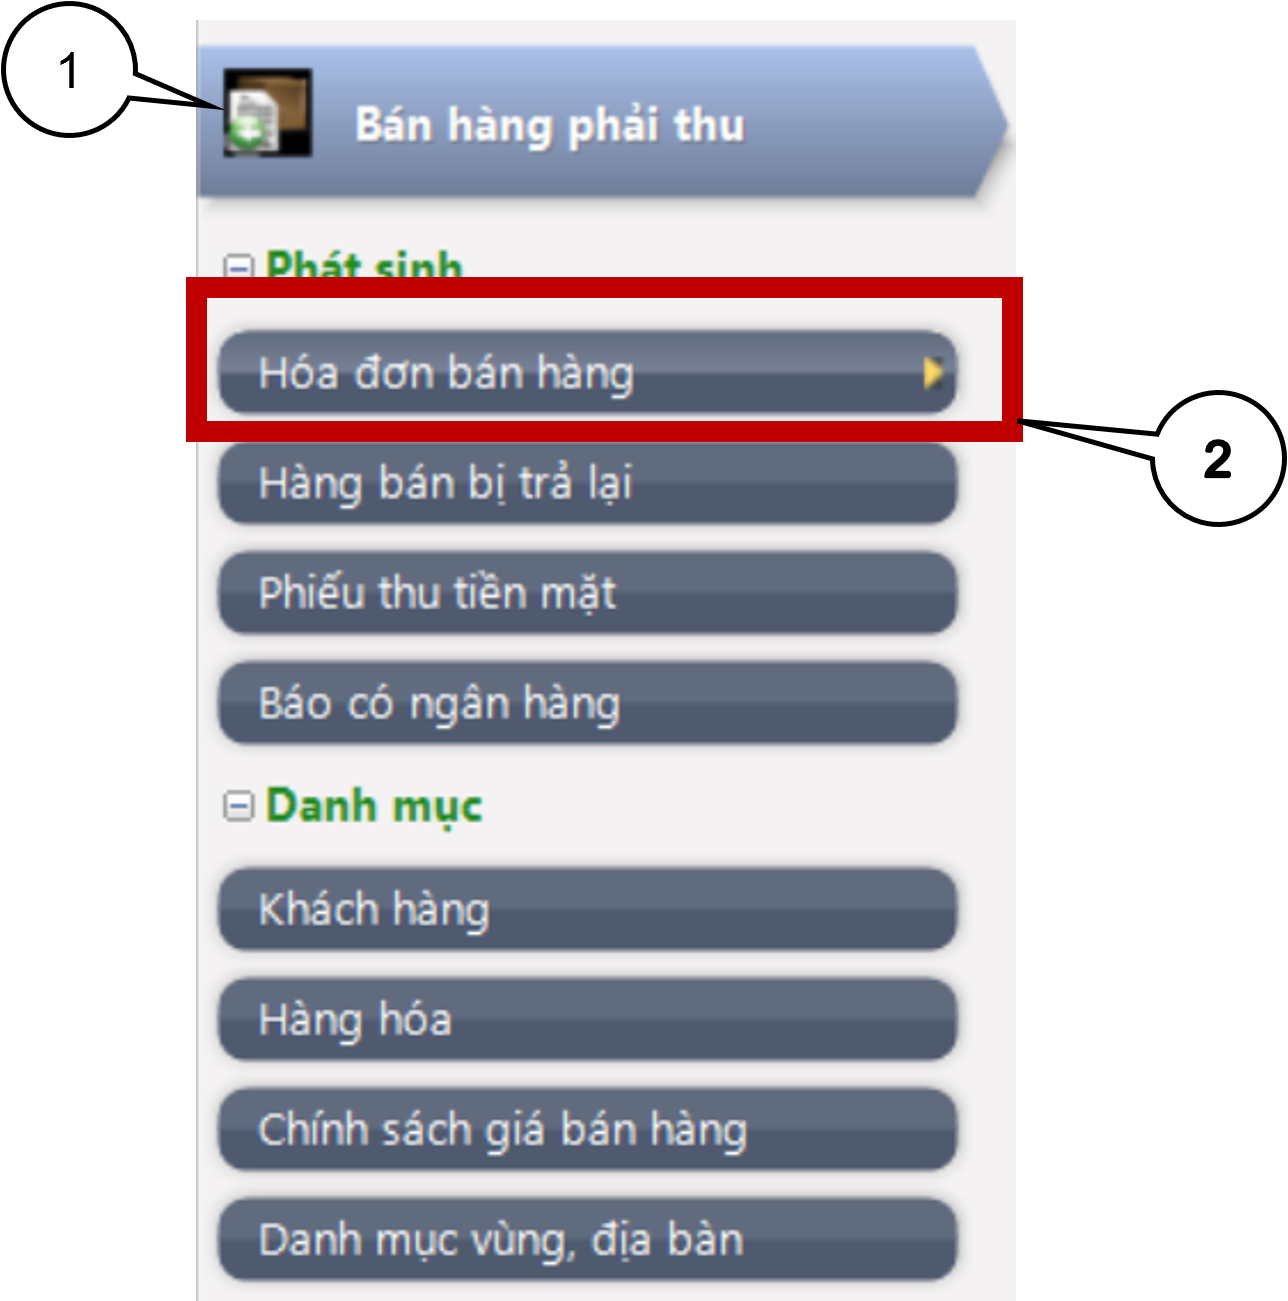 1
Bán hàng phải thu
Phát sinh
Hóa đơn bán hàng
2
Hàng bán bị trả lại
Phiếu thu tiền mặt
Báo có ngân hàng
Danh mục
Khách hàng
Hàng hóa
Chính sách giá bán hàng
Danh mục vùng, địa bàn